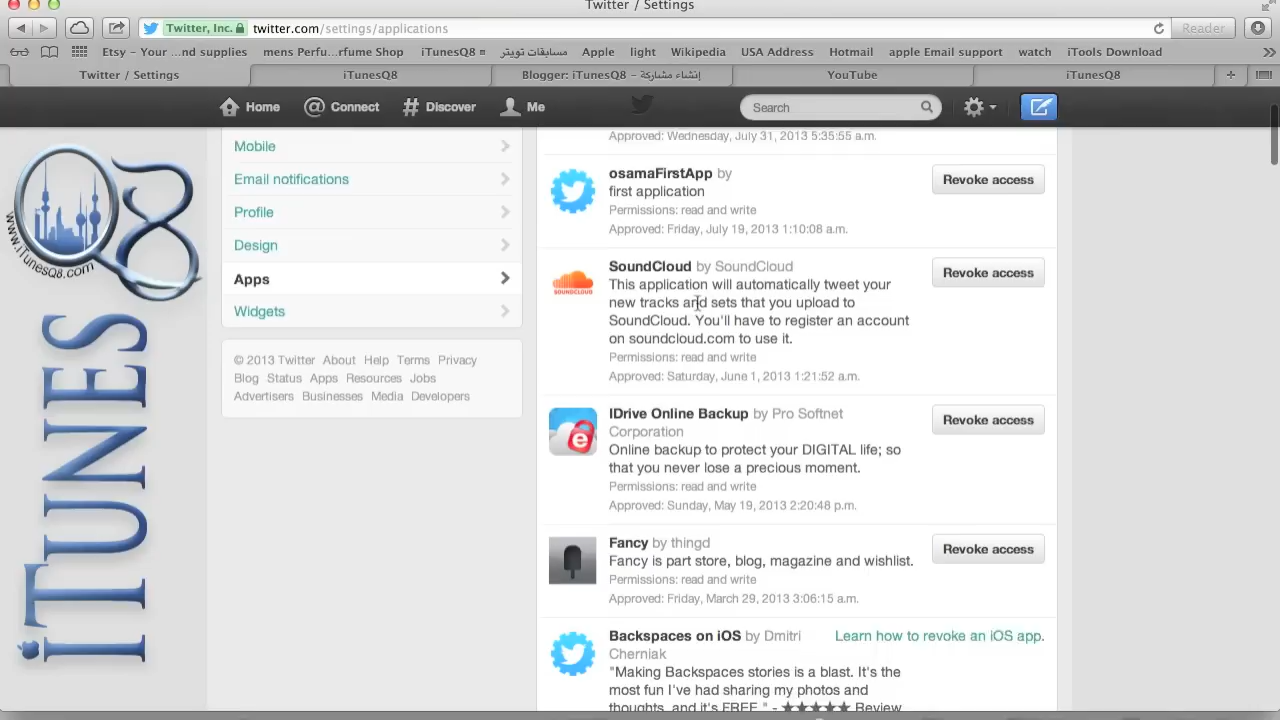 Twitter / Settings
Twitter, Inc. twitter.com/settings/applications Reader
Etsy - Your ...nd supplies mens Perfu...rfume Shop iTunesQ8 مسابقات تويتر Apple light Wikipedia USA Address Hotmail apple Email support watch iTools Download
Twitter / Settings iTunesQ8 Blogger: iTunesQ8 - إنشاء مشاركة YouTube iTunesQ8
Home Connect Discover Me Search
Mobile
Email notifications
Profile
Design
Apps
Widgets
© 2013 Twitter About Help Terms Privacy
Blog Status Apps Resources Jobs
Advertisers Businesses Media Developers
Approved: Wednesday, July 31, 2013 5:35:55 a.m.
osamaFirstApp by
first application
Permissions: read and write
Approved: Friday, July 19, 2013 1:10:08 a.m.
Revoke access
SoundCloud by SoundCloud
This application will automatically tweet your
new tracks and sets that you upload to
SoundCloud. You'll have to register an account
on soundcloud.com to use it.
Permissions: read and write
Approved: Saturday, June 1, 2013 1:21:52 a.m.
Revoke access
SOUNDCLOUD
IDrive Online Backup by Pro Softnet
Corporation
Online backup to protect your DIGITAL life; so
that you never lose a precious moment.
Permissions: read and write
Approved: Sunday, May 19, 2013 2:20:48 p.m.
Revoke access
Fancy by thingd
Fancy is part store, blog, magazine and wishlist.
Permissions: read and write
Approved: Friday, March 29, 2013 3:06:15 a.m.
Revoke access
Backspaces on iOS by Dmitri
Cherniak
"Making Backspaces stories is a blast. It's the
most fun I've had sharing my photos and
thoughts, and it's FREE." - ★★★★★ Review
Learn how to revoke an iOS app.
www.iTunesQ8.com
Q8
iTUNES